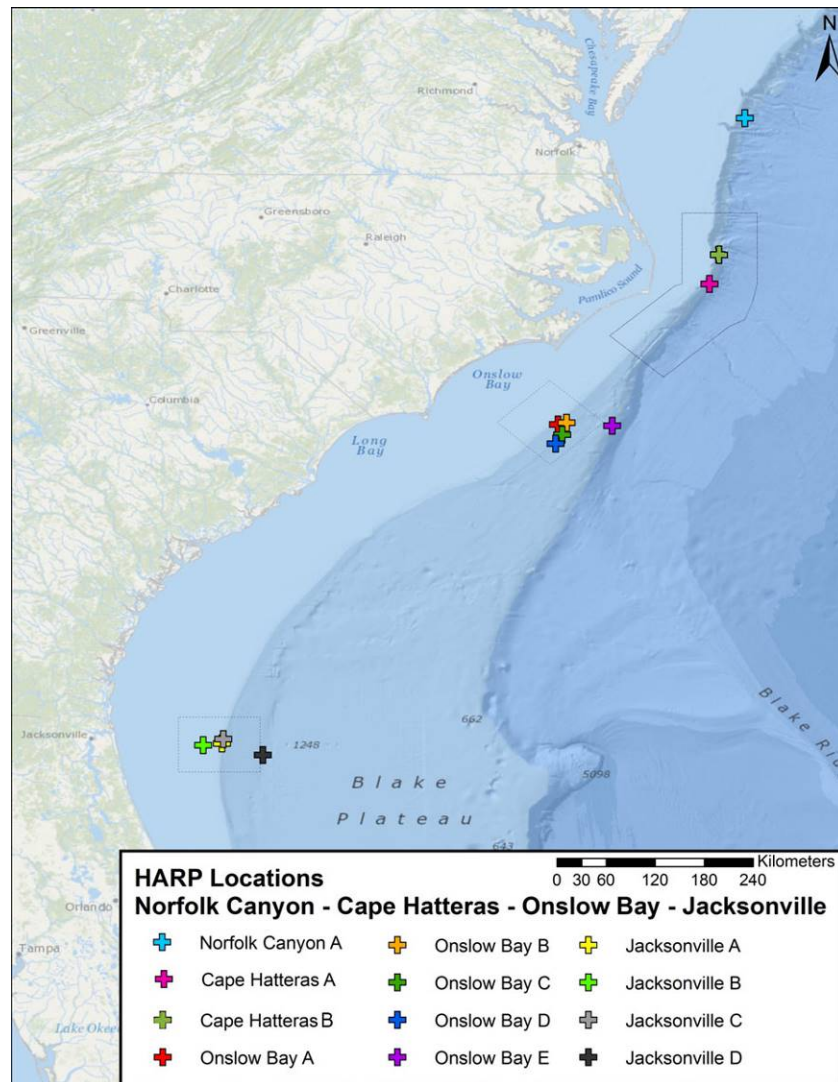 N
Richmond
Chesapeake Bay
Norfolk
Greensboro
Raleigh
Pamlico Sound
Charlotte
Greenville
Onslow
Bay
Columbia
Long
Bay
Blake
Jacksonville
662
1248
5098
Blake
Plateau
643
HARP Locations
Kilometers
0 30 60 120 180 240
Norfolk Canyon - Cape Hatteras - Onslow Bay - Jacksonville
Orlando
Tampa
Norfolk Canyon A
Onslow Bay B
Jacksonville A
Cape Hatteras A
Onslow Bay C
Jacksonville B
Cape Hatteras B
Onslow Bay D
Jacksonville C
Onslow Bay A
Onslow Bay E
Jacksonville D
Lake Okee